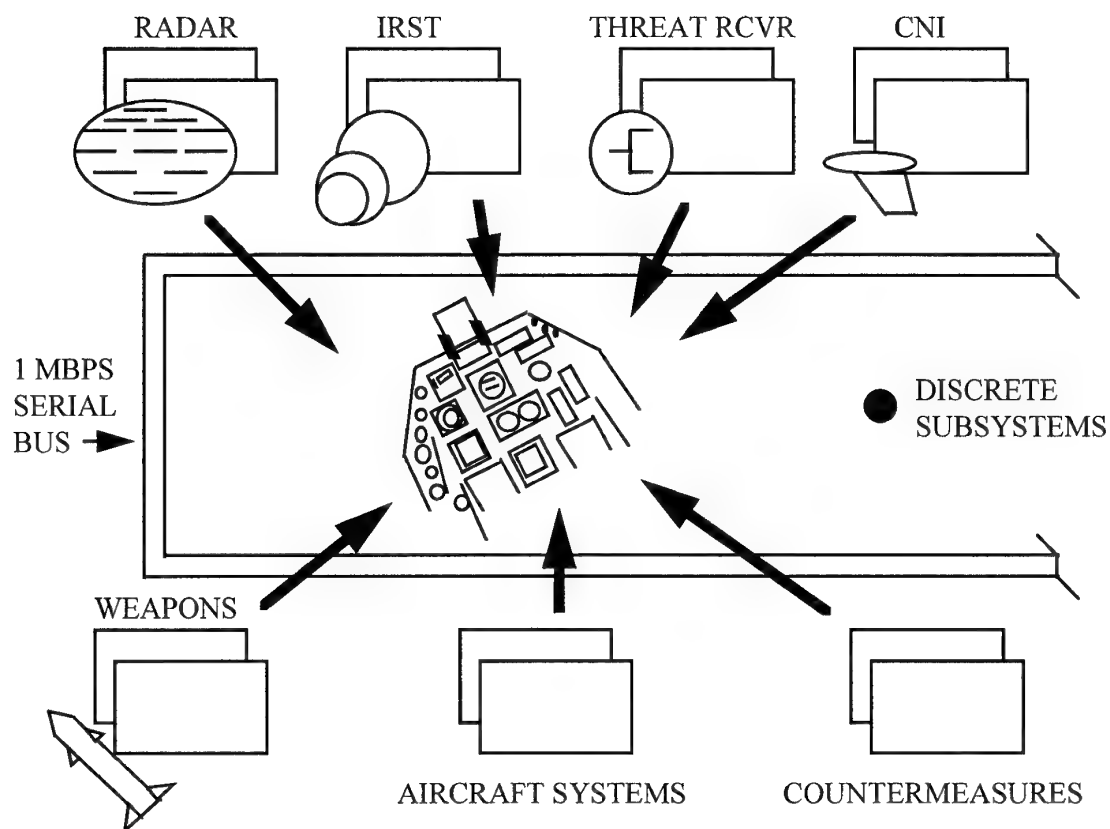 RADAR
IRST
THREAT RCVR
CNI
1 MBPS
SERIAL
BUS
DISCRETE
SUBSYSTEMS
WEAPONS
AIRCRAFT SYSTEMS
COUNTERMEASURES